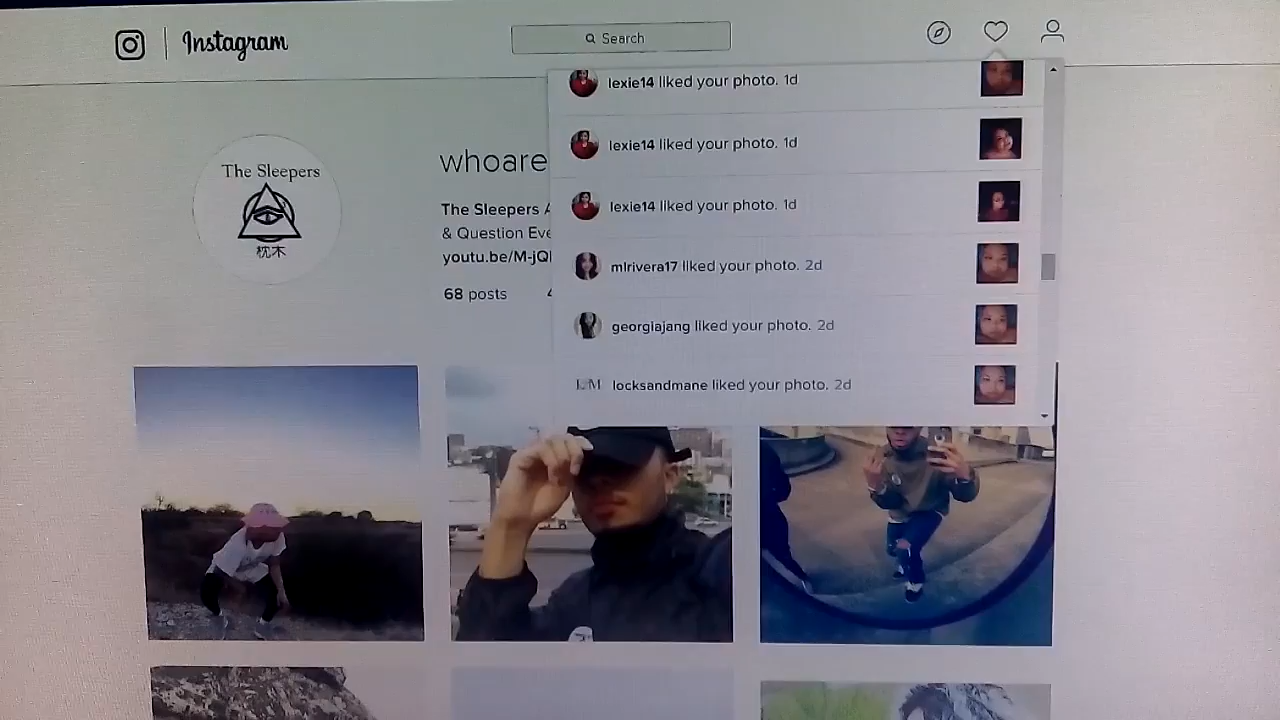 Instagram
Search
lexie14 liked your photo. 1d
lexie14 liked your photo. 1d
lexie14 liked your photo. 1d
mlrivera17 liked your photo. 2d
georgiajang liked your photo. 2d
L M locksandmane liked your photo. 2d
The Sleepers
枕木
whoare
The Sleepers
& Question Eve
youtu.be/M-jQ
68 posts